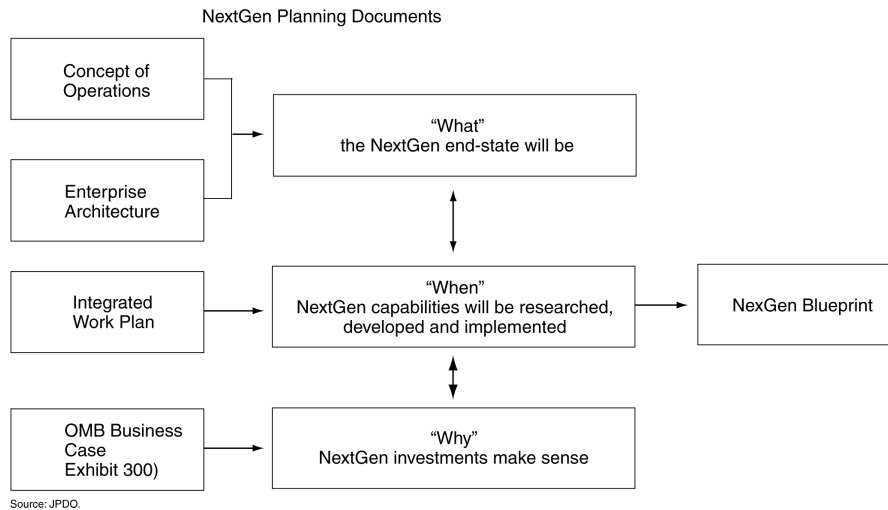 NextGen Planning Documents
Concept of
Operations
Enterprise
Architecture
“What”
the NextGen end-state will be
Integrated
Work Plan
“When”
NextGen capabilities will be researched,
developed and implemented
NexGen Blueprint
OMB Business
Case
Exhibit 300)
“Why”
NextGen investments make sense
Source: JPDO.